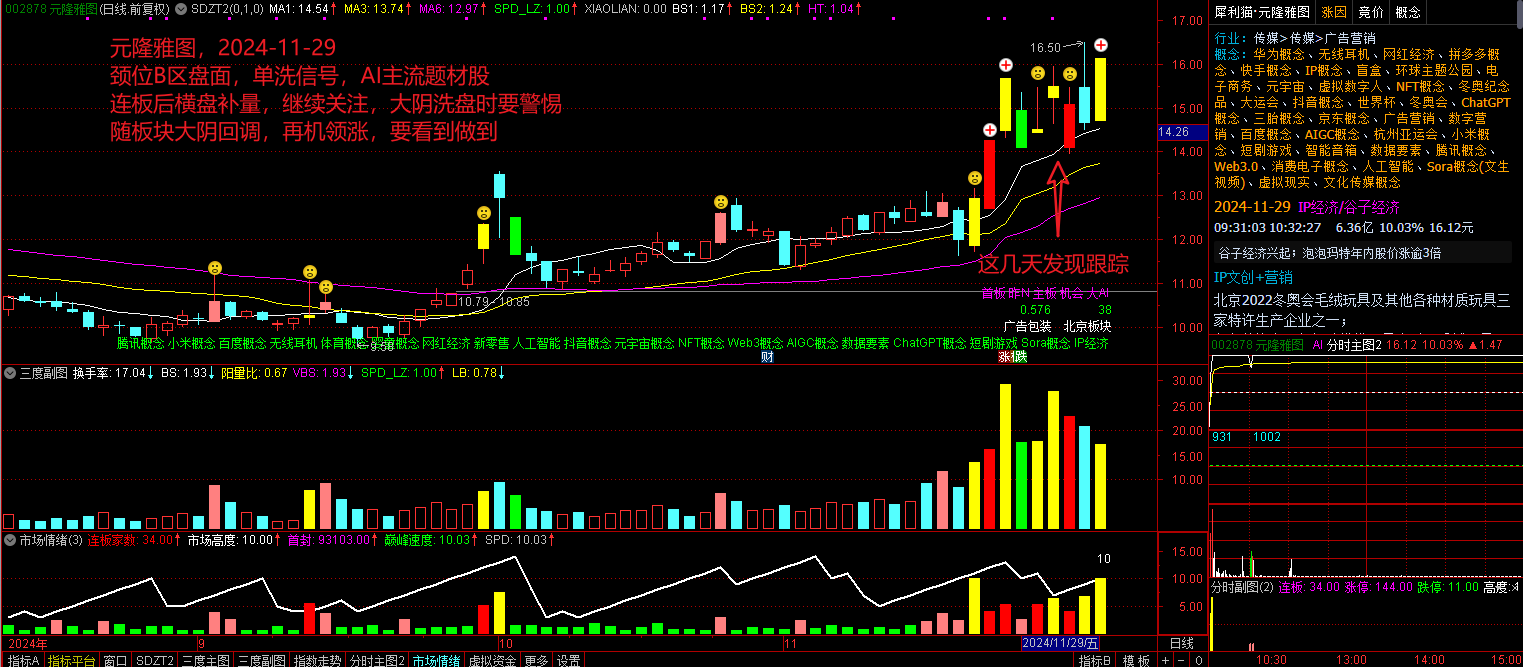 002878 元隆雅图(日线.前复权) SDZT2(0,1,0) MA1: 14.54↑ MA3: 13.74↑ MA6: 12.97↑ SPD_LZ: 1.00↑ XIAOLIAN: 0.00 BS1: 1.17↑ BS2: 1.24↑ HT: 1.04↑
元隆雅图，2024-11-29
颈位B区盘面，单洗信号，AI主流题材股
连板后横盘补量，继续关注，大阴洗盘时要警惕
随板块大阴回调，再机领涨，要看到做到
16.50
17.00
16.00
15.00
14.26
14.00
13.00
12.00
11.00
10.00
这几天发现跟踪
10.79 - 10.85
首板 昨N 主板 机会 人AI
0.576 38
广告包装 北京板块
腾讯概念 小米概念 百度概念 无线耳机 体育概念 网红经济 新零售 人工智能 抖音概念 元宇宙概念 NFT概念 Web3概念 AIGC概念 数据要素 ChatGPT概念 短剧游戏 Sora概念 IP经济
财
涨 跌
三度副图 换手率: 17.04↓ BS: 1.93↓ 阳量比: 0.67 VBS: 1.93↓ SPD_LZ: 1.00↑ LB: 0.78↓
30.00
25.00
20.00
15.00
10.00
市场情绪(3) 连板家数: 34.00↑ 市场高度: 10.00↑ 首封: 93103.00↑ 巅峰速度: 10.03↑ SPD: 10.03↑
10
15.00
10.00
5.00
2024年 9 10 11 2024/11/29/五 日线
指标A 指标平台 窗口 SDZT2 三度主图 三度副图 指数走势 分时主图2 市场情绪 虚拟资金 更多 设置 指标B 模板 + - 0
犀利猫·元隆雅图 涨因 竞价 概念
行业：传媒>传媒>广告营销
概念：华为概念、无线耳机、网红经济、拼多多概
念、快手概念、IP概念、盲盒、环球主题公园、电
子商务、元宇宙、虚拟数字人、NFT概念、冬奥纪念
品、大运会、抖音概念、世界杯、冬奥会、ChatGPT
概念、三胎概念、京东概念、广告营销、数字营
销、百度概念、AIGC概念、杭州亚运会、小米概
念、短剧游戏、智能音箱、数据要素、腾讯概念、
Web3.0、消费电子概念、人工智能、Sora概念(文生
视频)、虚拟现实、文化传媒概念
2024-11-29 IP经济/谷子经济
09:31:03 10:32:27 6.36亿 10.03% 16.12元
谷子经济兴起；泡泡玛特年内股价涨逾3倍
IP文创+营销
北京2022冬奥会毛绒玩具及其他各种材质玩具三
家特许生产企业之一；
002878 元隆雅图 AI 分时主图2 16.12 10.03% ▲1.47
931 1002
分时副图(2) 连板: 34.00 涨停: 144.00 跌停: 11.00 高度:
10:30 13:00 14:00 15:00